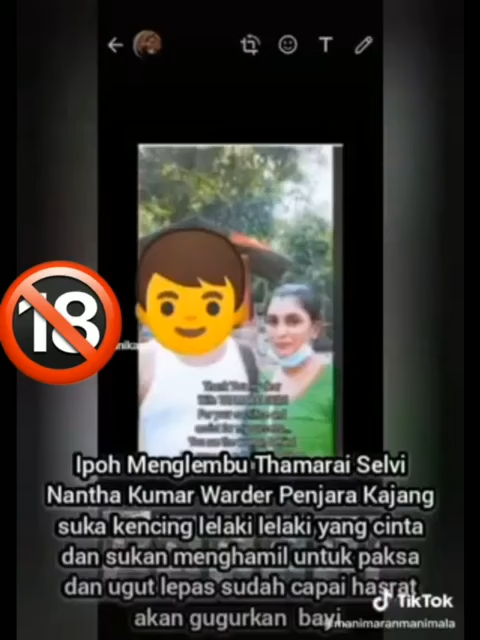 T
18
Ipoh Menglembu Thamarai Selvi
Nantha Kumar Warder Penjara Kajang
suka kencing lelaki lelaki yang cinta
dan sukan menghamil untuk paksa
dan ugut lepas sudah capai hasrat
akan gugurkan bayi
TikTok
@manimaranmanimala